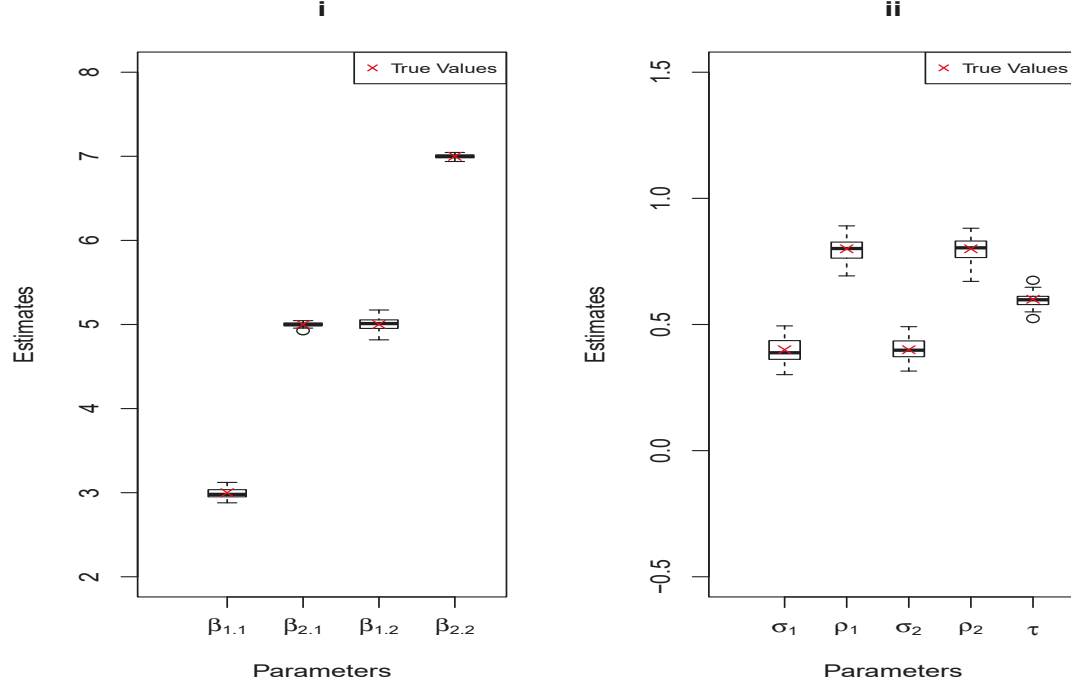 i
× True Values
Estimates
8
7
6
5
4
3
2
β1.1 β2.1 β1.2 β2.2
Parameters
ii
× True Values
Estimates
1.5
1.0
0.5
0.0
−0.5
σ1 ρ1 σ2 ρ2 τ
Parameters